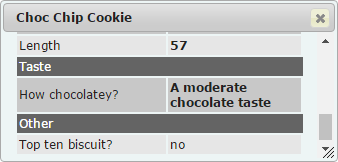 Choc Chip Cookie
Length 57
Taste
How chocolatey? A moderate
chocolate taste
Other
Top ten biscuit? no